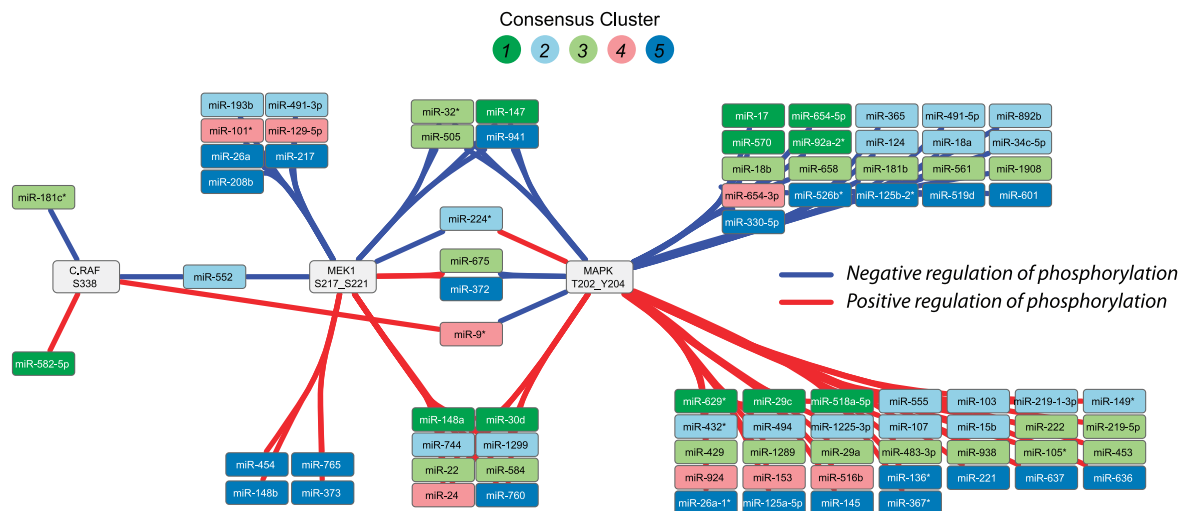 Consensus Cluster
1 2 3 4 5
miR-193b miR-491-3p
miR-101* miR-129-5p
miR-26a miR-217
miR-208b
miR-32* miR-147
miR-505 miR-941
miR-17 miR-654-5p miR-365 miR-491-5p miR-892b
miR-570 miR-92a-2* miR-124 miR-18a miR-34c-5p
miR-18b miR-658 miR-181b miR-561 miR-1908
miR-654-3p miR-526b* miR-125b-2* miR-519d miR-601
miR-330-5p
miR-181c*
miR-224*
C.RAF
S338
miR-552
MEK1
S217_S221
miR-675
miR-372
MAPK
T202_Y204
Negative regulation of phosphorylation
Positive regulation of phosphorylation
miR-9*
miR-582-5p
miR-454 miR-765
miR-148b miR-373
miR-148a miR-30d
miR-744 miR-1299
miR-22 miR-584
miR-24 miR-760
miR-629* miR-29c miR-518a-5p miR-555 miR-103 miR-219-1-3p miR-149*
miR-432* miR-494 miR-1225-3p miR-107 miR-15b miR-222 miR-219-5p
miR-429 miR-1289 miR-29a miR-483-3p miR-938 miR-105* miR-453
miR-924 miR-153 miR-516b miR-136* miR-221 miR-637 miR-636
miR-26a-1* miR-125a-5p miR-145 miR-367*